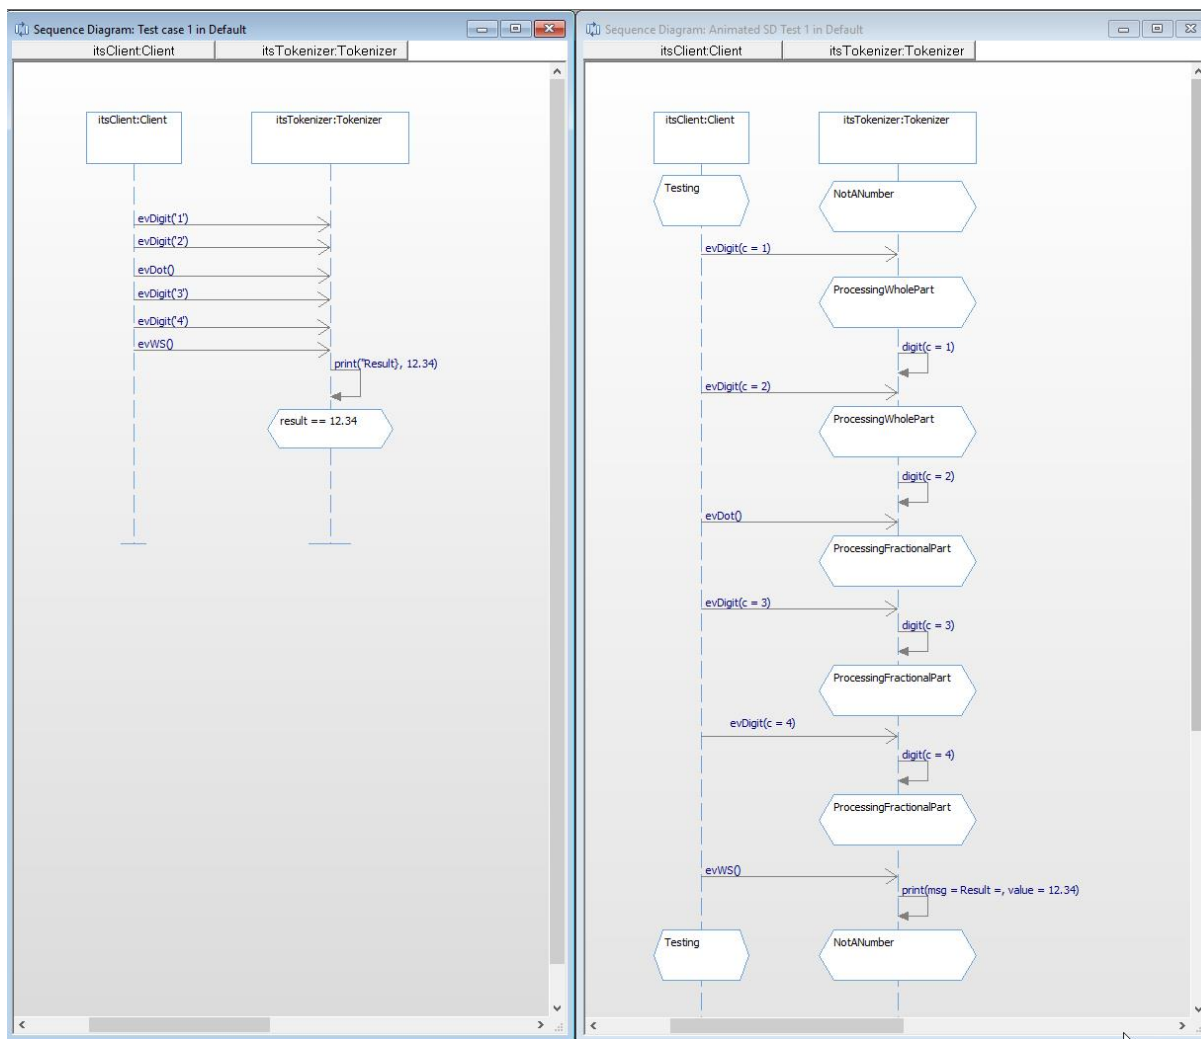 Sequence Diagram: Test case 1 in Default
itsClient:Client
itsTokenizer:Tokenizer
itsClient:Client
itsTokenizer:Tokenizer
evDigit('1')
evDigit('2')
evDot()
evDigit('3')
evDigit('4')
evWS()
print("Result}, 12.34)
result == 12.34
Sequence Diagram: Animated SD Test 1 in Default
itsClient:Client
itsTokenizer:Tokenizer
itsClient:Client
itsTokenizer:Tokenizer
Testing
NotANumber
evDigit(c = 1)
ProcessingWholePart
digit(c = 1)
evDigit(c = 2)
ProcessingWholePart
digit(c = 2)
evDot()
ProcessingFractionalPart
evDigit(c = 3)
digit(c = 3)
ProcessingFractionalPart
evDigit(c = 4)
digit(c = 4)
ProcessingFractionalPart
evWS()
print(msg = Result =, value = 12.34)
Testing
NotANumber